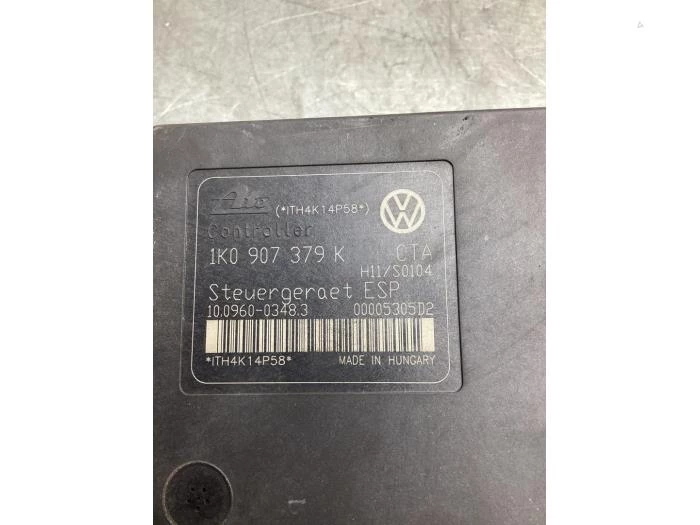 Ate (*ITH4K14P58*)
Controller
1K0 907 379 K CTA
H11/S0104
Steuergeraet ESP
10.0960-0348.3 00005305D2
*ITH4K14P58* MADE IN HUNGARY